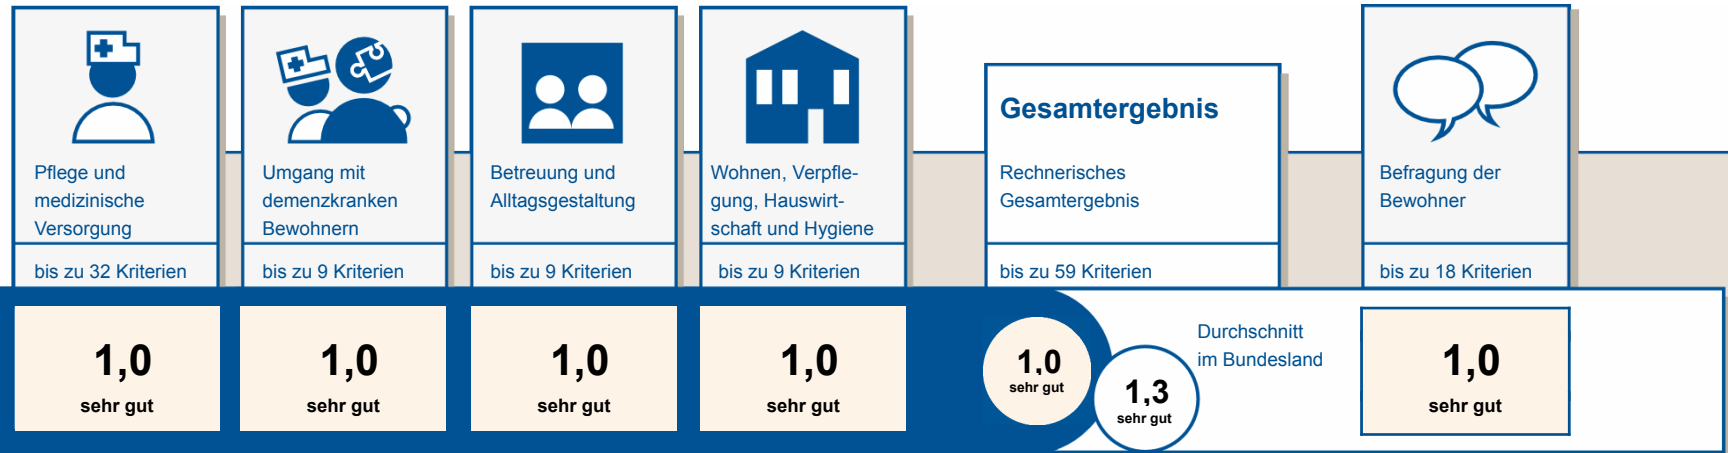 Pflege und
medizinische
Versorgung
bis zu 32 Kriterien
1,0
sehr gut
Umgang mit
demenzkranken
Bewohnern
bis zu 9 Kriterien
1,0
sehr gut
Betreuung und
Alltagsgestaltung
bis zu 9 Kriterien
1,0
sehr gut
Wohnen, Verpfle-
gung, Hauswirt-
schaft und Hygiene
bis zu 9 Kriterien
1,0
sehr gut
Gesamtergebnis
Rechnerisches
Gesamtergebnis
bis zu 59 Kriterien
1,0
sehr gut
1,3
sehr gut
Durchschnitt
im Bundesland
Befragung der
Bewohner
bis zu 18 Kriterien
1,0
sehr gut